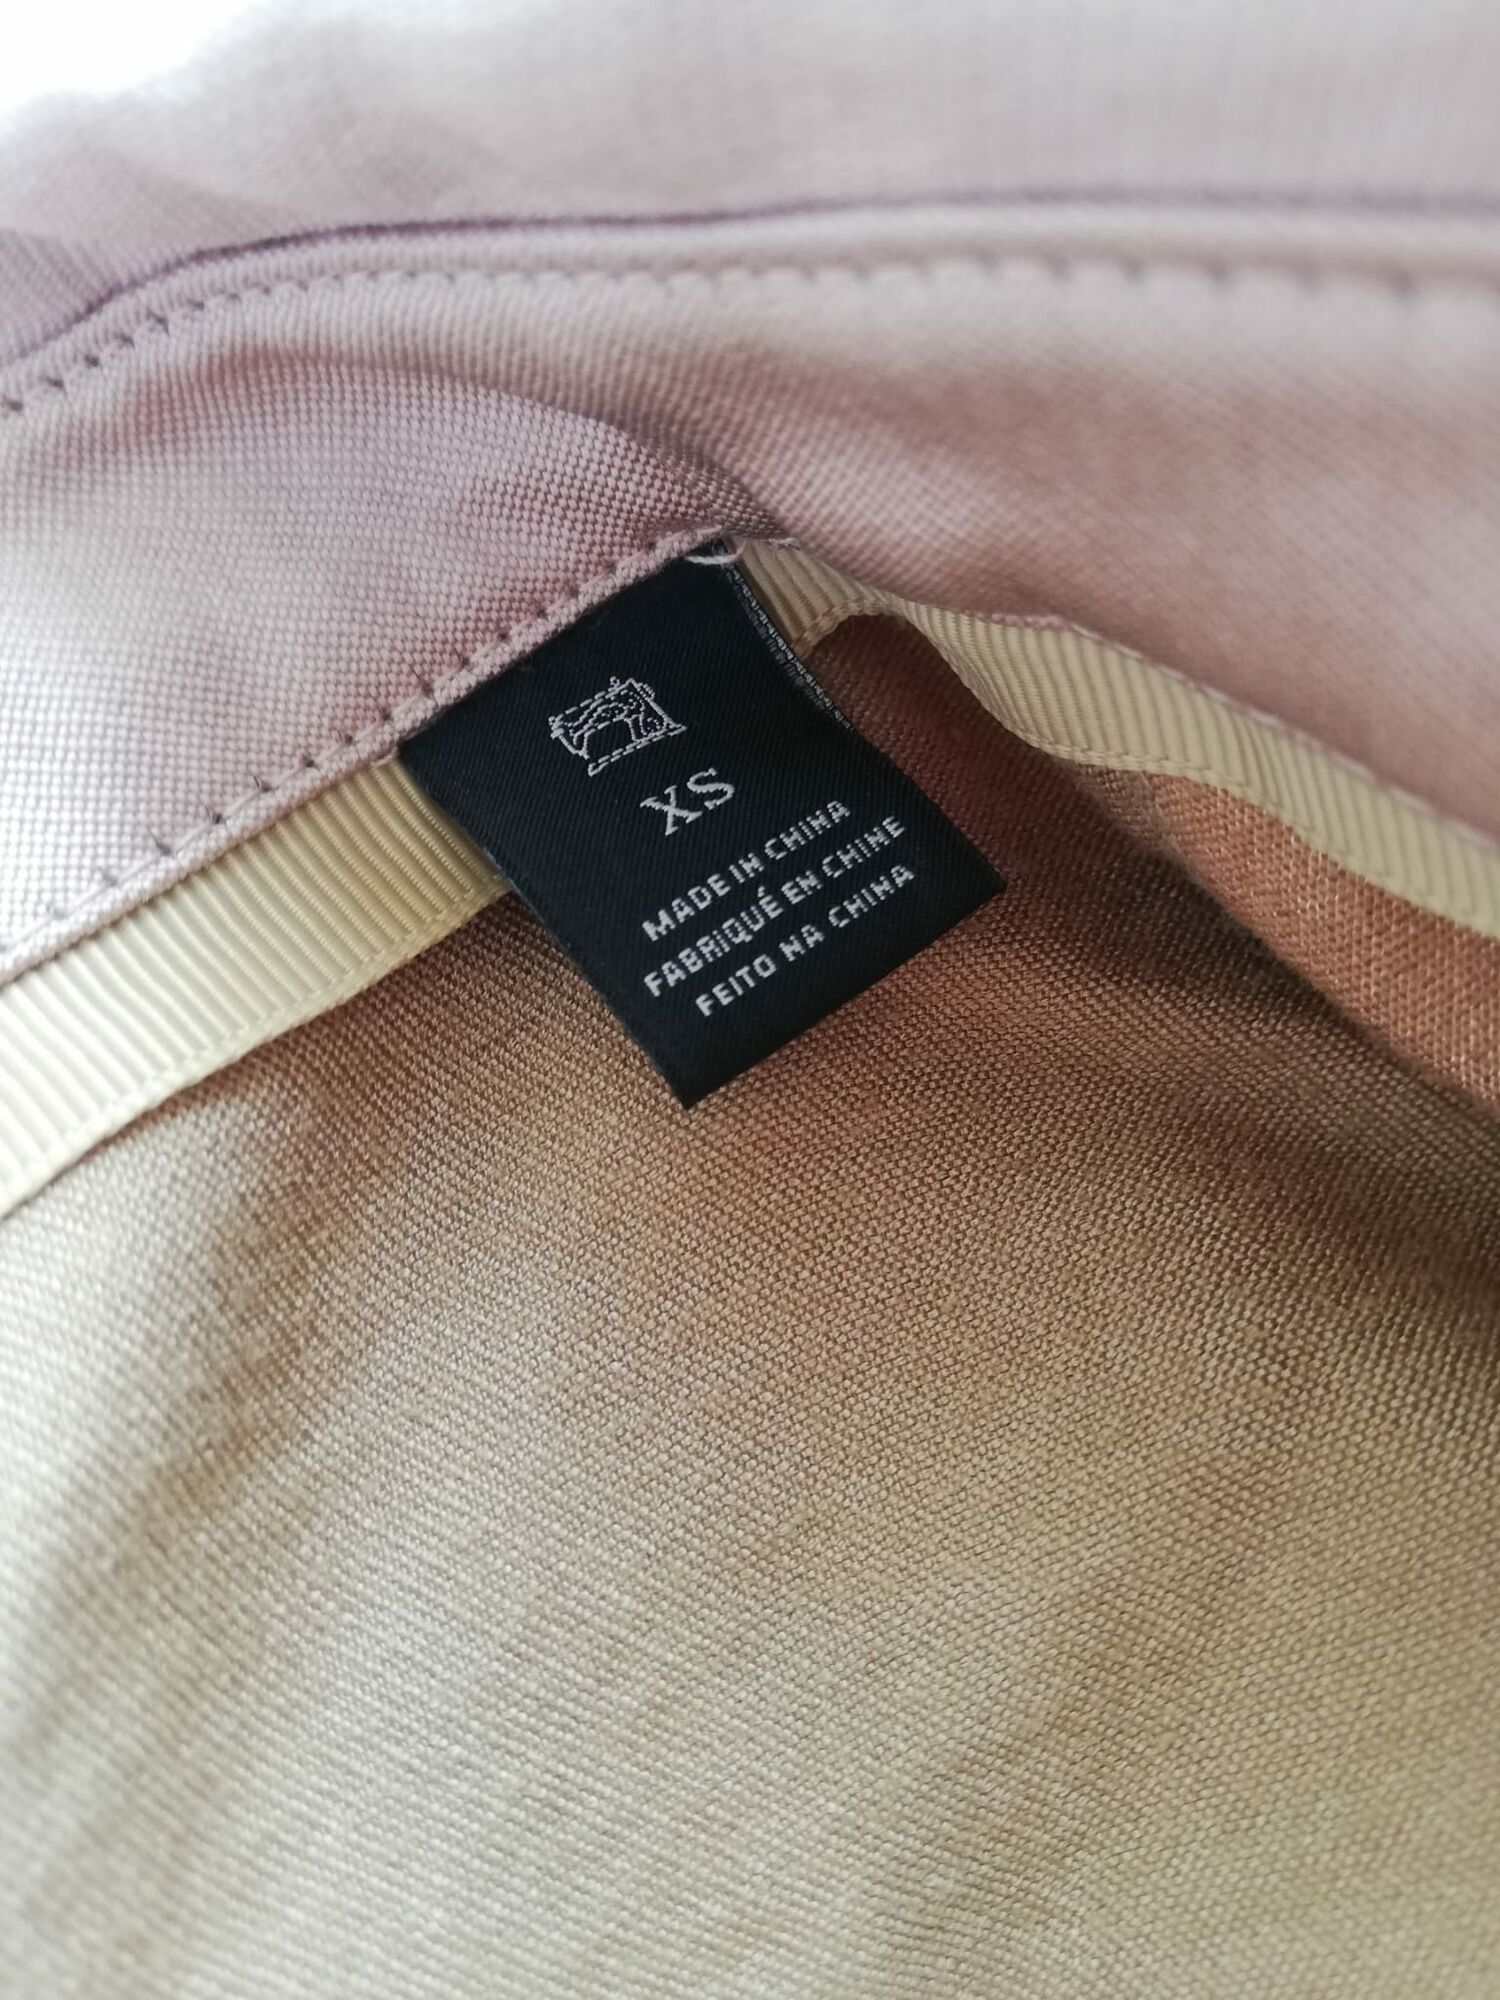 XS
MADE IN CHINA
FABRIQUÉ EN CHINE
FEITO NA CHINA